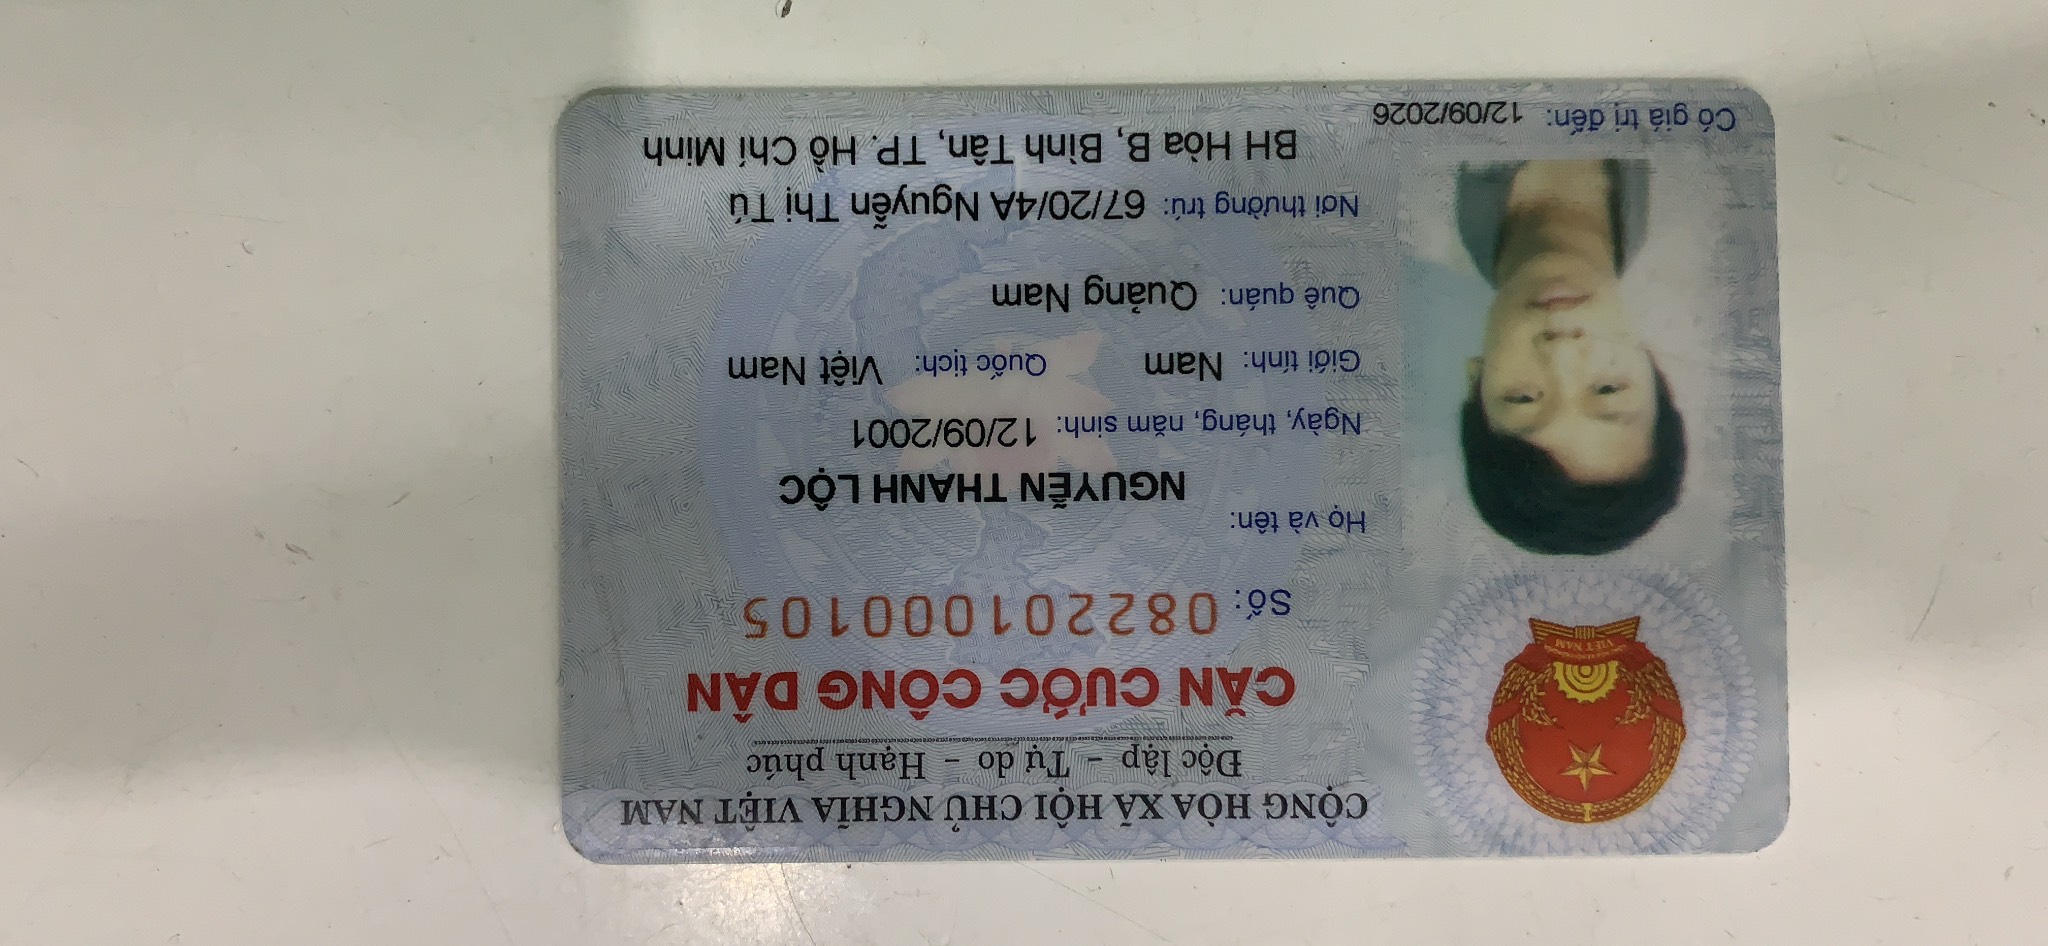 CỘNG HÒA XÃ HỘI CHỦ NGHĨA VIỆT NAM
Độc lập - Tự do - Hạnh phúc
CĂN CƯỚC CÔNG DÂN
Số: 082201000105
Họ và tên:
NGUYỄN THANH LỘC
Ngày, tháng, năm sinh: 12/09/2001
Giới tính: Nam Quốc tịch: Việt Nam
Quê quán: Quảng Nam
Nơi thường trú: 67/20/4A Nguyễn Thị Tú
BH Hòa B, Bình Tân, TP. Hồ Chí Minh
Có giá trị đến: 12/09/2026
VIỆT NAM